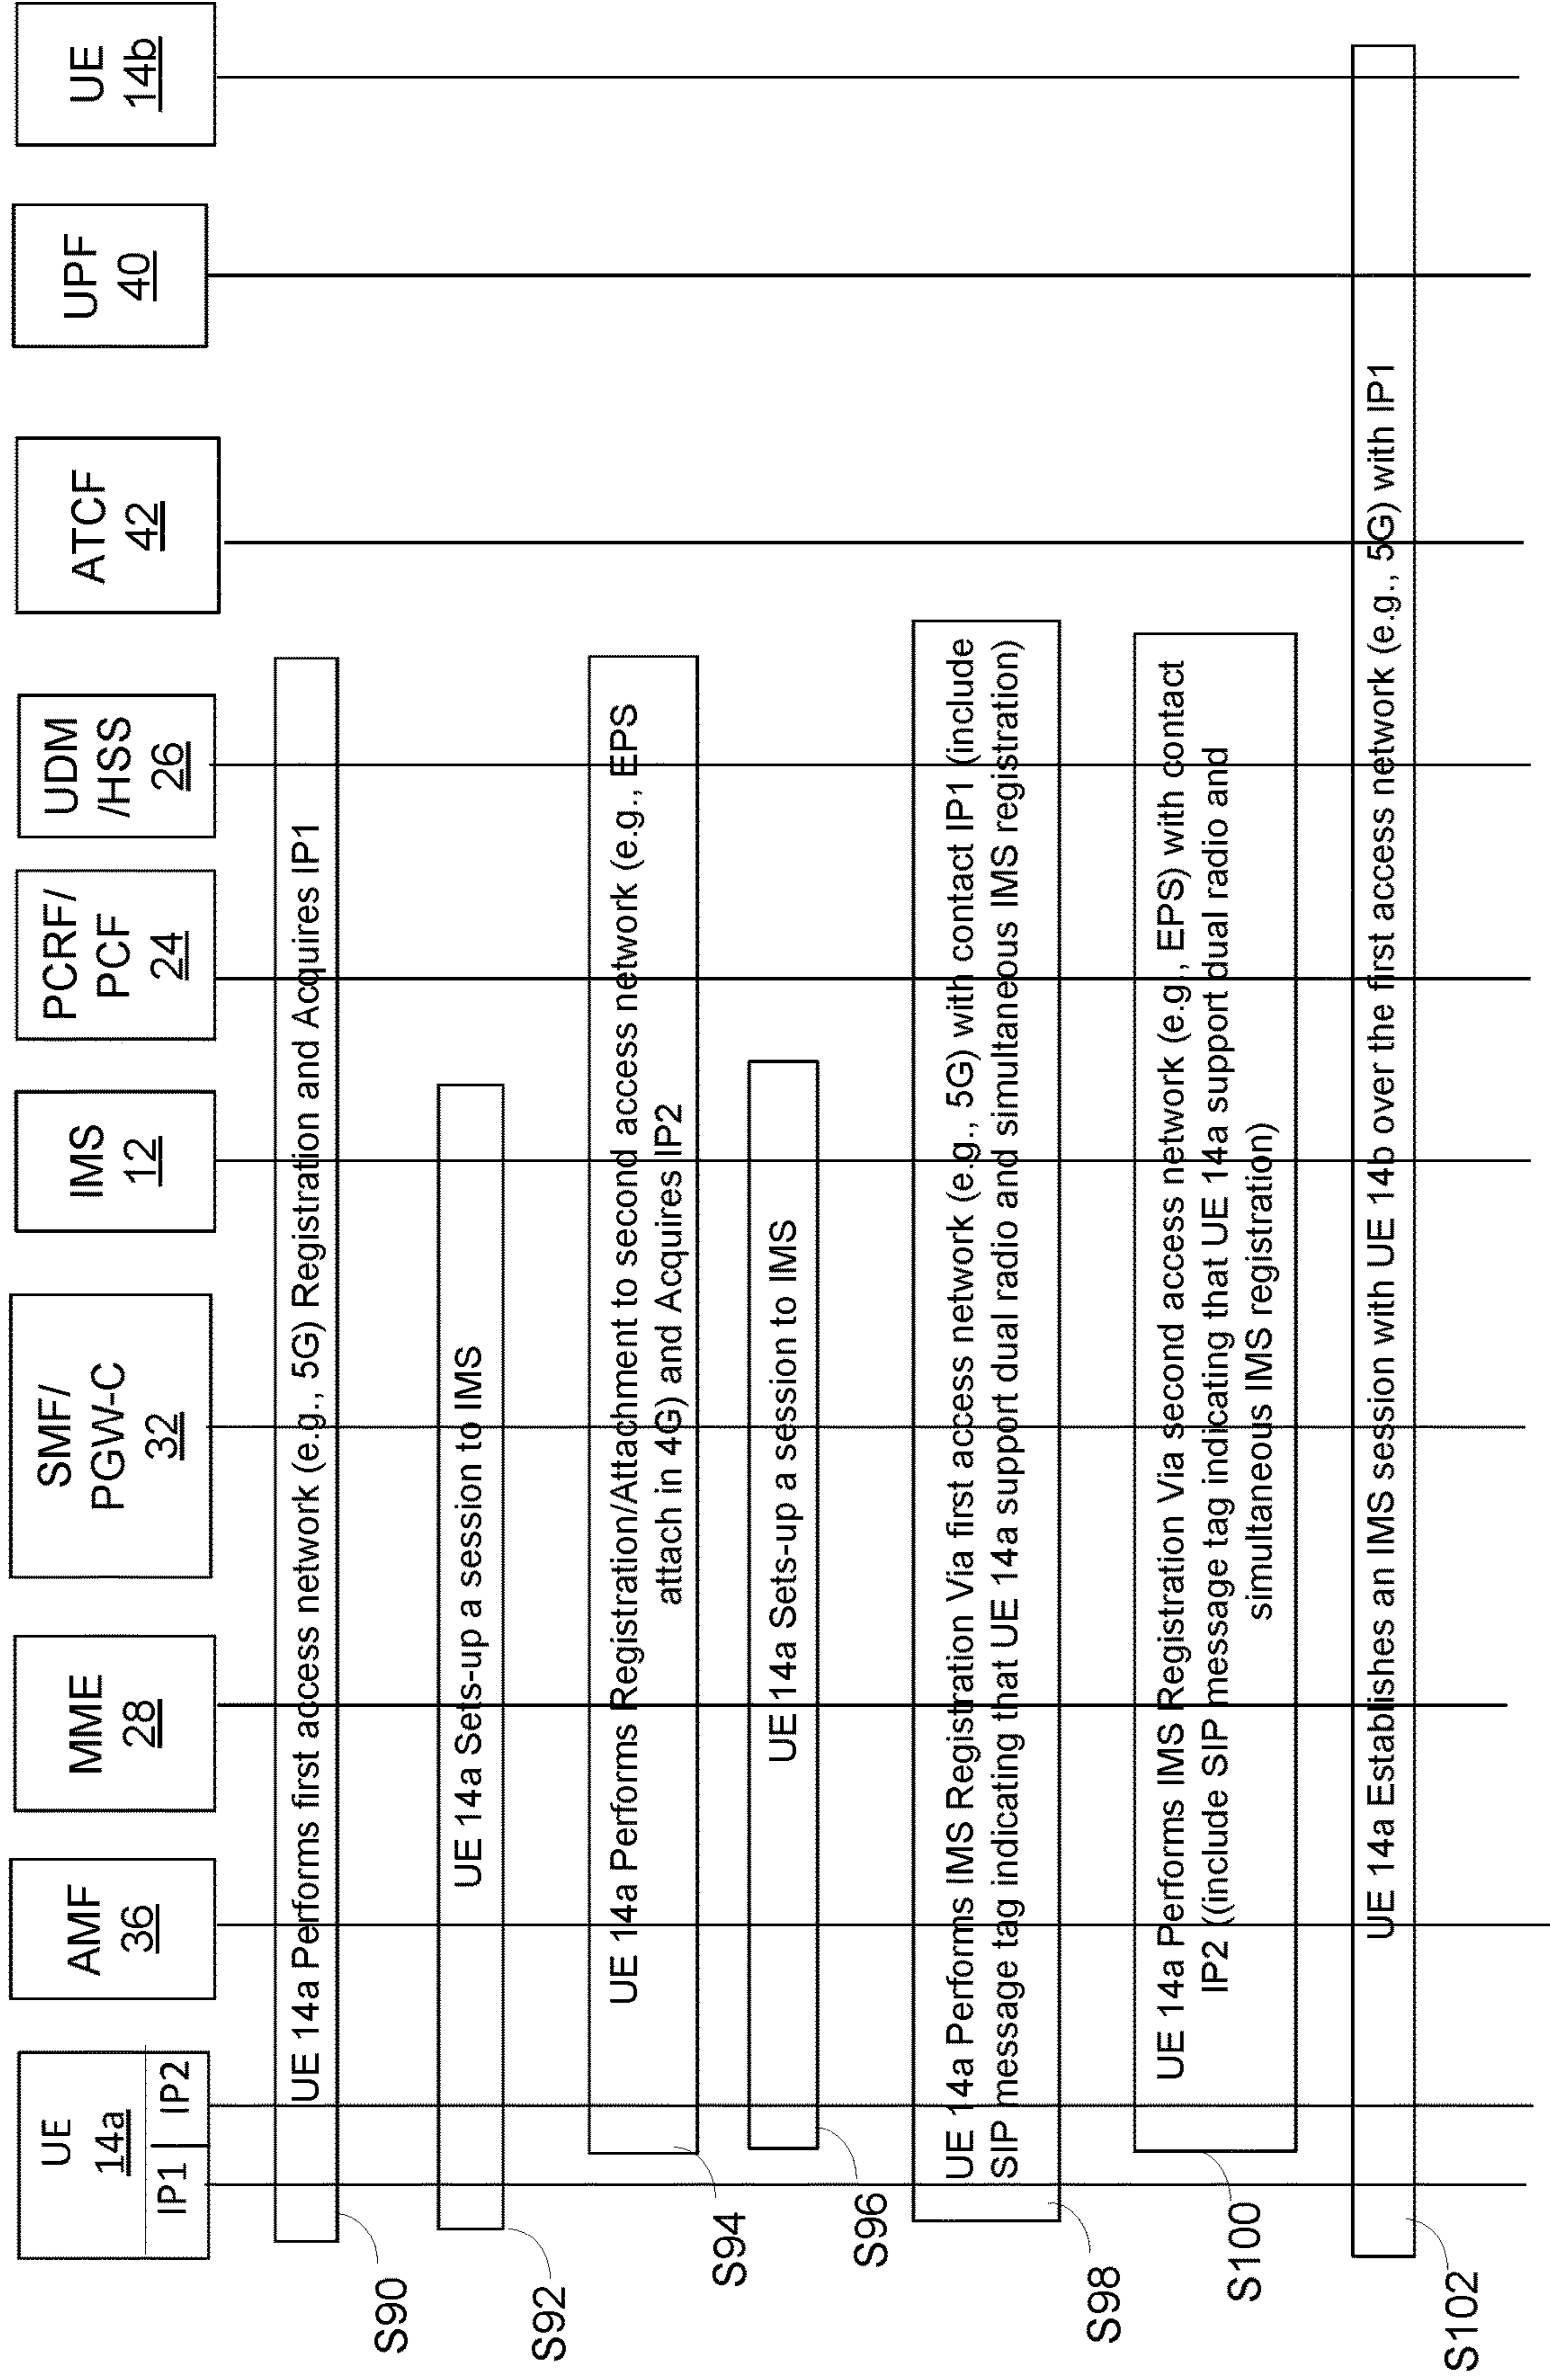 UE
14a
IP1
IP2
AMF
36
MME
28
SMF/
PGW-C
32
IMS
12
PCRF/
PCF
24
UDM
/HSS
26
ATCF
42
UPF
40
UE
14b
S90
UE 14a Performs first access network (e.g., 5G) Registration and Acquires IP1
S92
UE 14a Sets-up a session to IMS
S94
UE 14a Performs Registration/Attachment to second access network (e.g., EPS
attach in 4G) and Acquires IP2
S96
UE 14a Sets-up a session to IMS
S98
UE 14a Performs IMS Registration Via first access network (e.g., 5G) with contact IP1 (include
SIP message tag indicating that UE 14a support dual radio and simultaneous IMS registration)
S100
UE 14a Performs IMS Registration Via second access network (e.g., EPS) with contact
IP2 ((include SIP message tag indicating that UE 14a support dual radio and
simultaneous IMS registration)
S102
UE 14a Establishes an IMS session with UE 14b over the first access network (e.g., 5G) with IP1